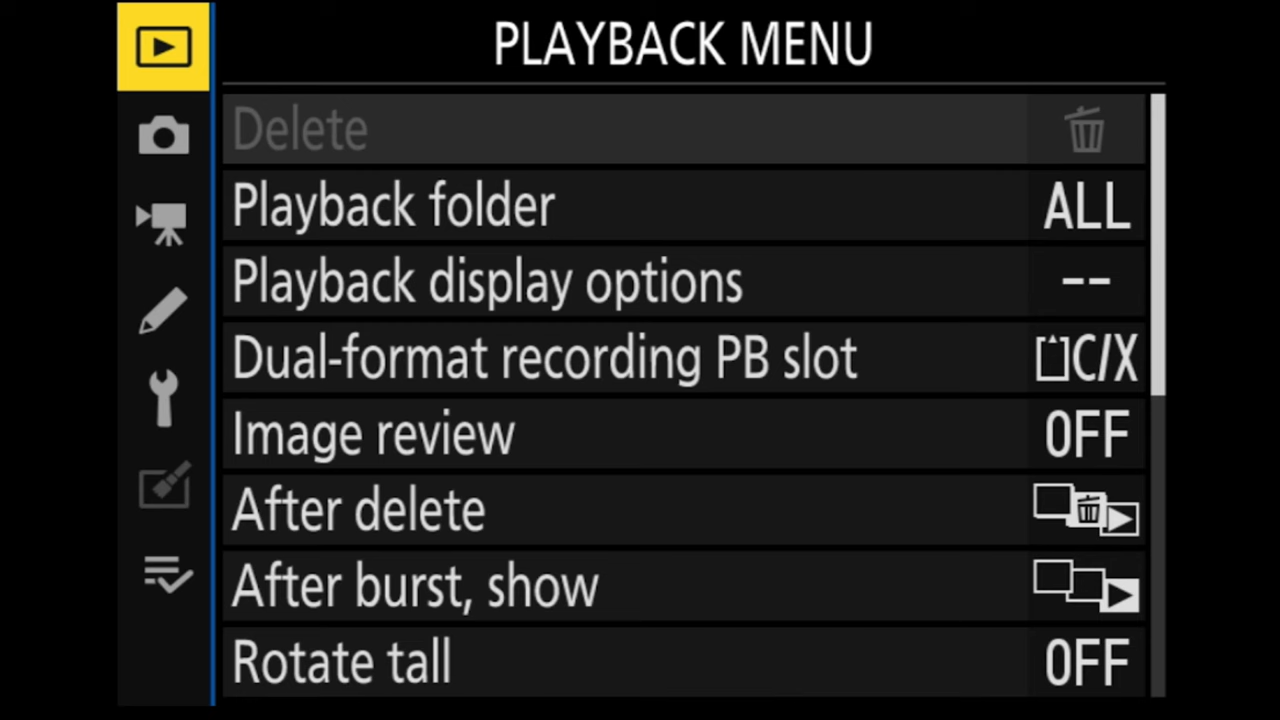 PLAYBACK MENU
Delete
Playback folder ALL
Playback display options --
Dual-format recording PB slot C/X
Image review OFF
After delete
After burst, show
Rotate tall OFF